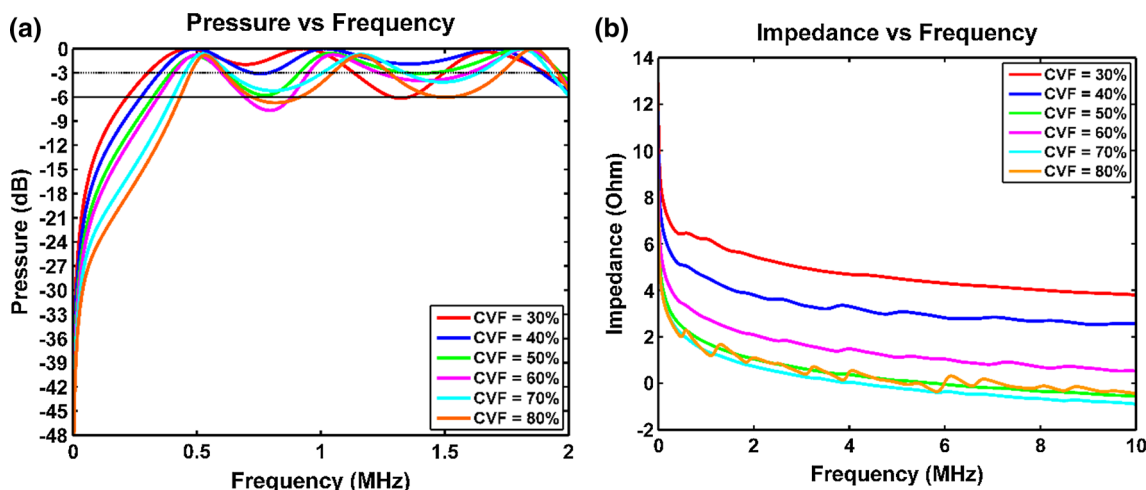 (a)
Pressure vs Frequency
Pressure (dB)
0
-3
-6
-9
-12
-15
-18
-21
-24
-27
-30
-33
-36
-39
-42
-45
-48
0
0.5
1
1.5
2
Frequency (MHz)
CVF = 30%
CVF = 40%
CVF = 50%
CVF = 60%
CVF = 70%
CVF = 80%
(b)
Impedance vs Frequency
Impedance (Ohm)
14
12
10
8
6
4
2
0
-2
0
2
4
6
8
10
Frequency (MHz)
CVF = 30%
CVF = 40%
CVF = 50%
CVF = 60%
CVF = 70%
CVF = 80%